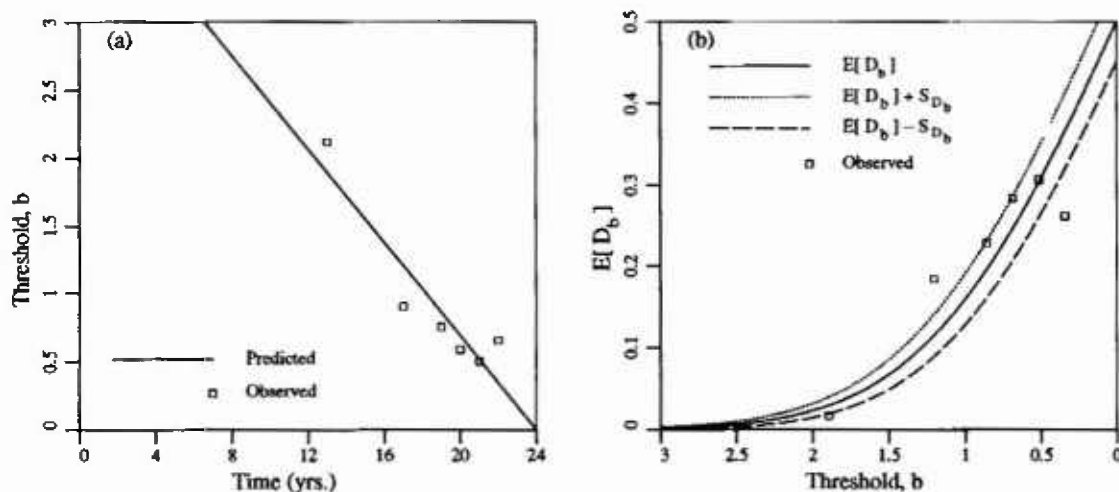 (a)
3
2.5
2
1.5
1
0.5
0
Threshold, b
Predicted
Observed
0 4 8 12 16 20 24
Time (yrs.)
(b)
0.5
0.4
0.3
0.2
0.1
0
E[ D_b ]
E[ D_b ]
E[ D_b ] + S_{D_b}
E[ D_b ] − S_{D_b}
Observed
3 2.5 2 1.5 1 0.5 0
Threshold, b